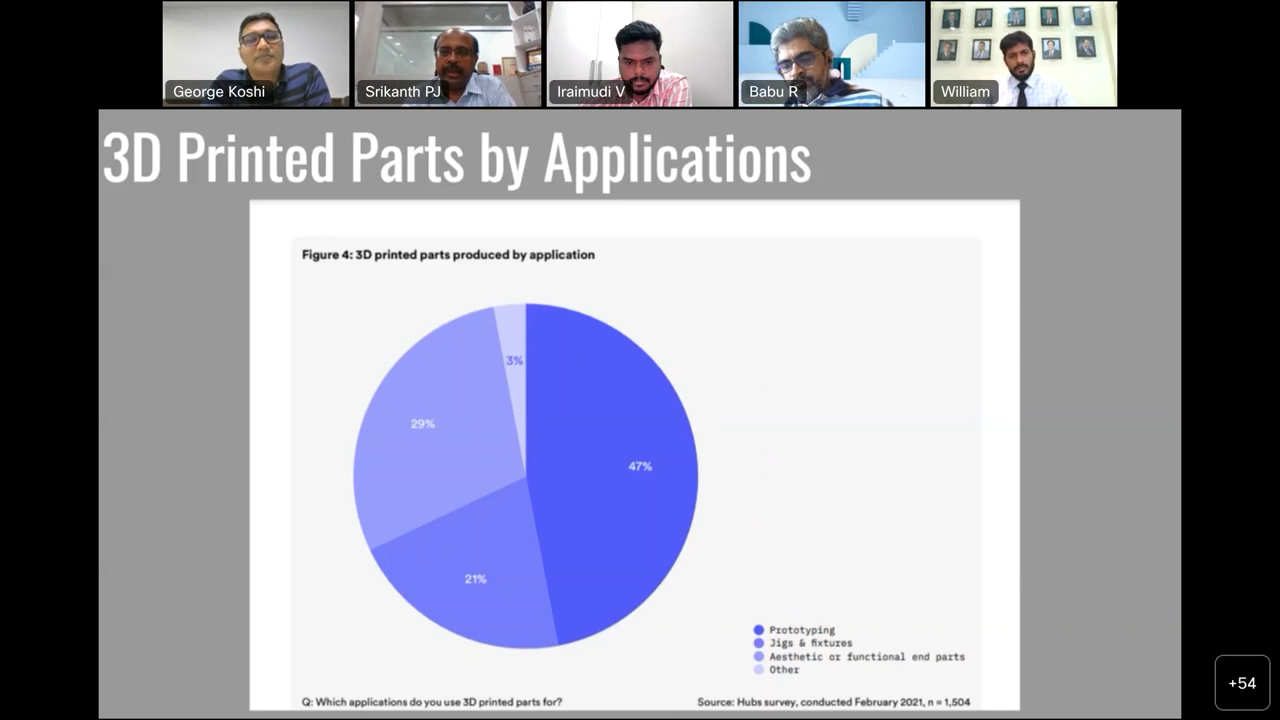 George Koshi
Srikanth PJ
Iraimudi V
Babu R
William
3D Printed Parts by Applications
Figure 4: 3D printed parts produced by application
3%
29%
47%
21%
Prototyping
Jigs & fixtures
Aesthetic or functional end parts
Other
Q: Which applications do you use 3D printed parts for?
Source: Hubs survey, conducted February 2021, n = 1,504
+54